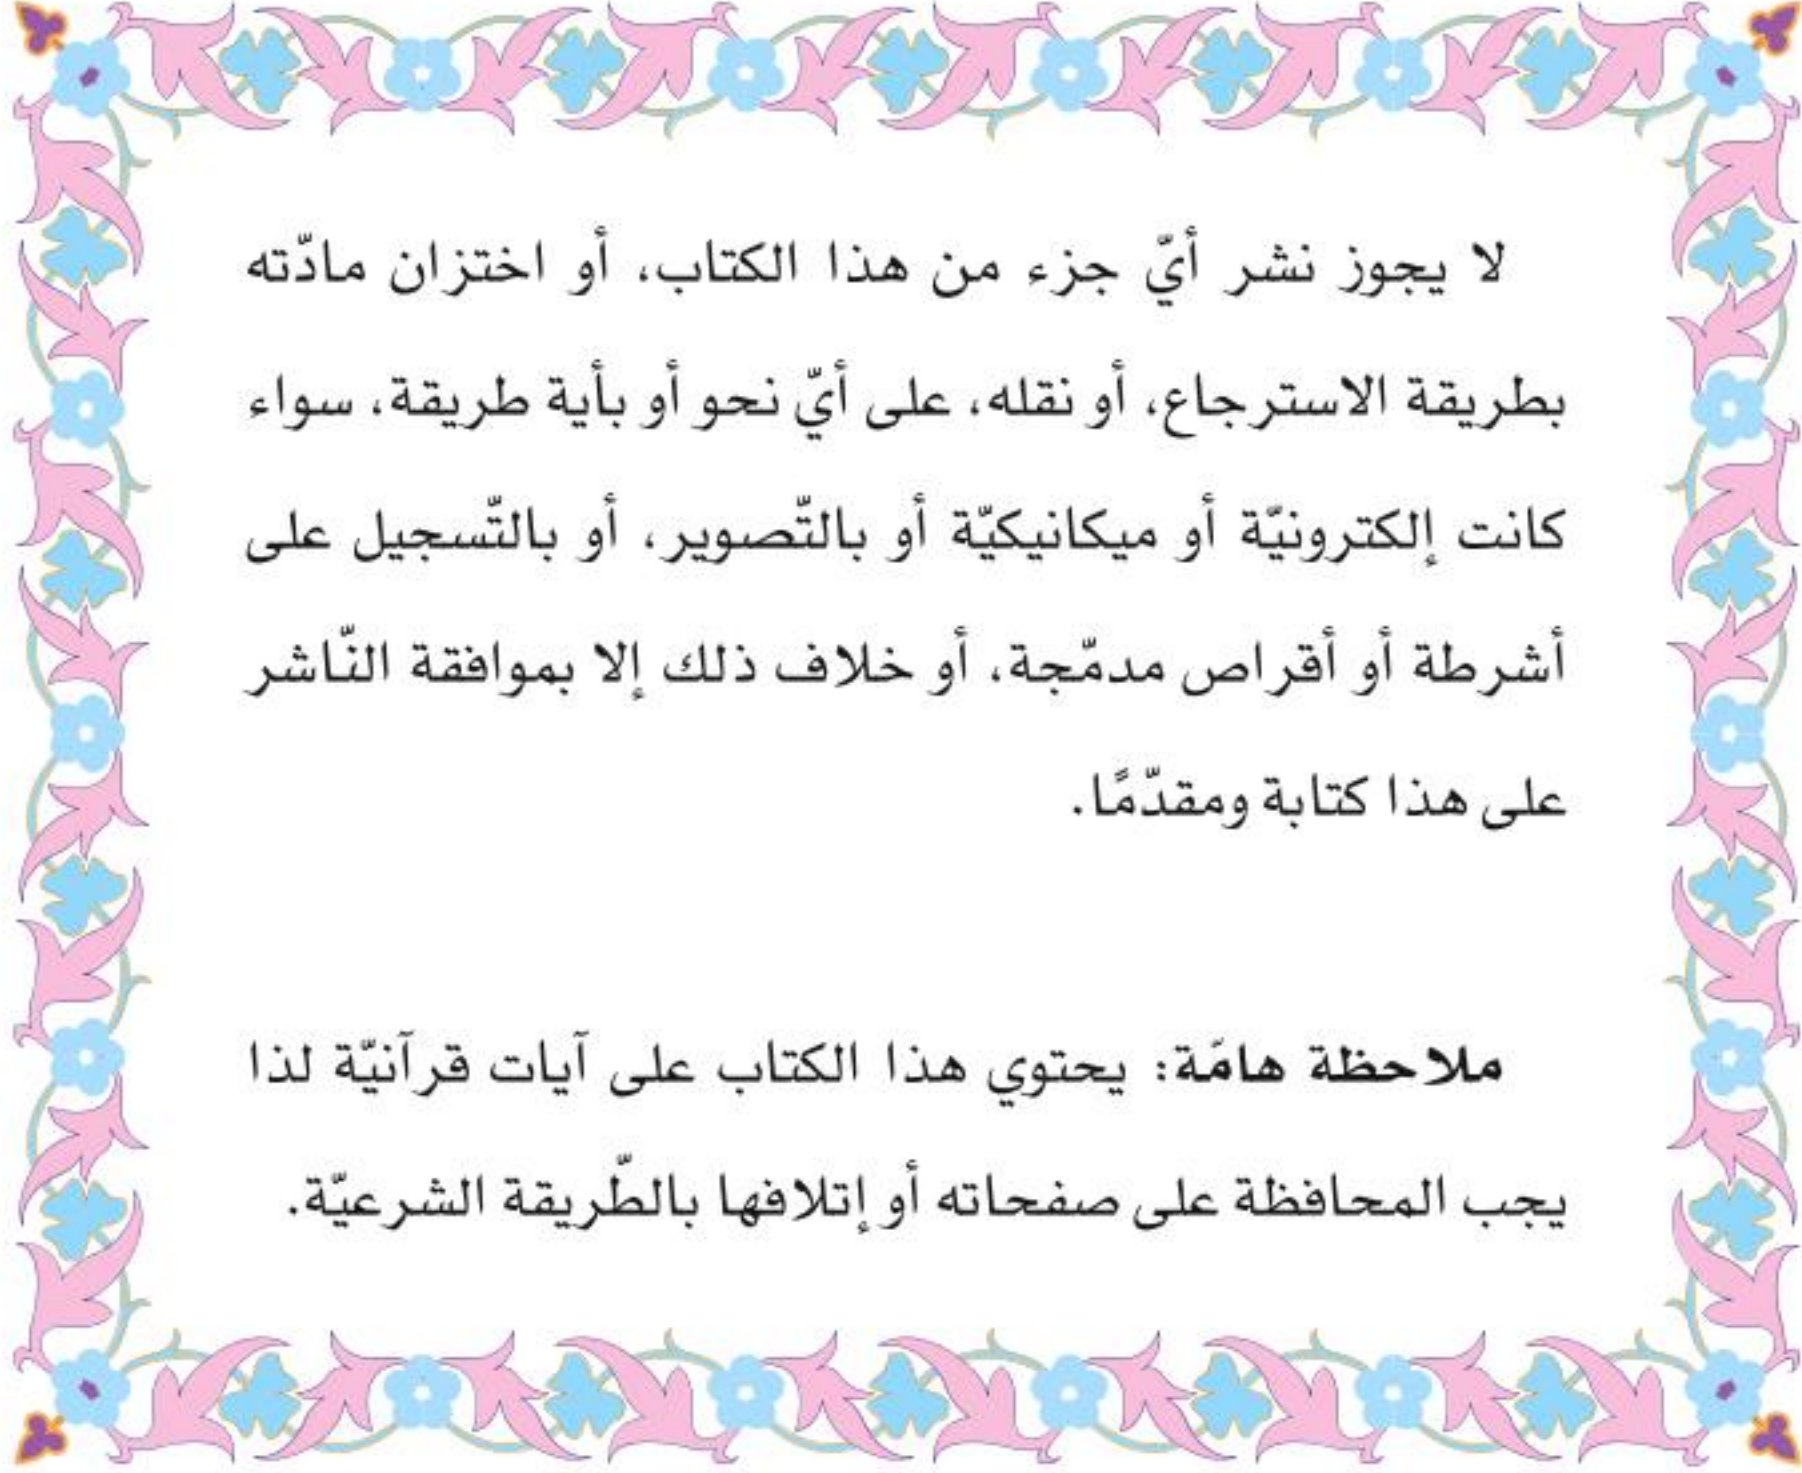 لا يجوز نشر أيّ جزء من هذا الكتاب، أو اختزان مادّته
بطريقة الاسترجاع، أو نقله، على أيّ نحو أو بأية طريقة، سواء
كانت إلكترونيّة أو ميكانيكيّة أو بالتّصوير، أو بالتّسجيل على
أشرطة أو أقراص مدمّجة، أو خلاف ذلك إلا بموافقة النّاشر
على هذا كتابة ومقدّمًا.
ملاحظة هامّة: يحتوي هذا الكتاب على آيات قرآنيّة لذا
يجب المحافظة على صفحاته أو إتلافها بالطّريقة الشرعيّة.